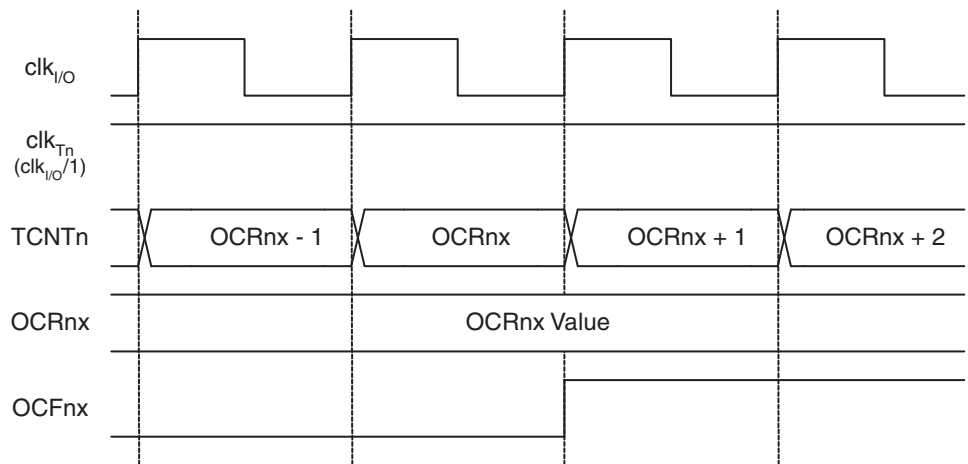 clkI/O
clkTn
(clkI/O/1)
TCNTn OCRnx - 1 OCRnx OCRnx + 1 OCRnx + 2
OCRnx OCRnx Value
OCFnx